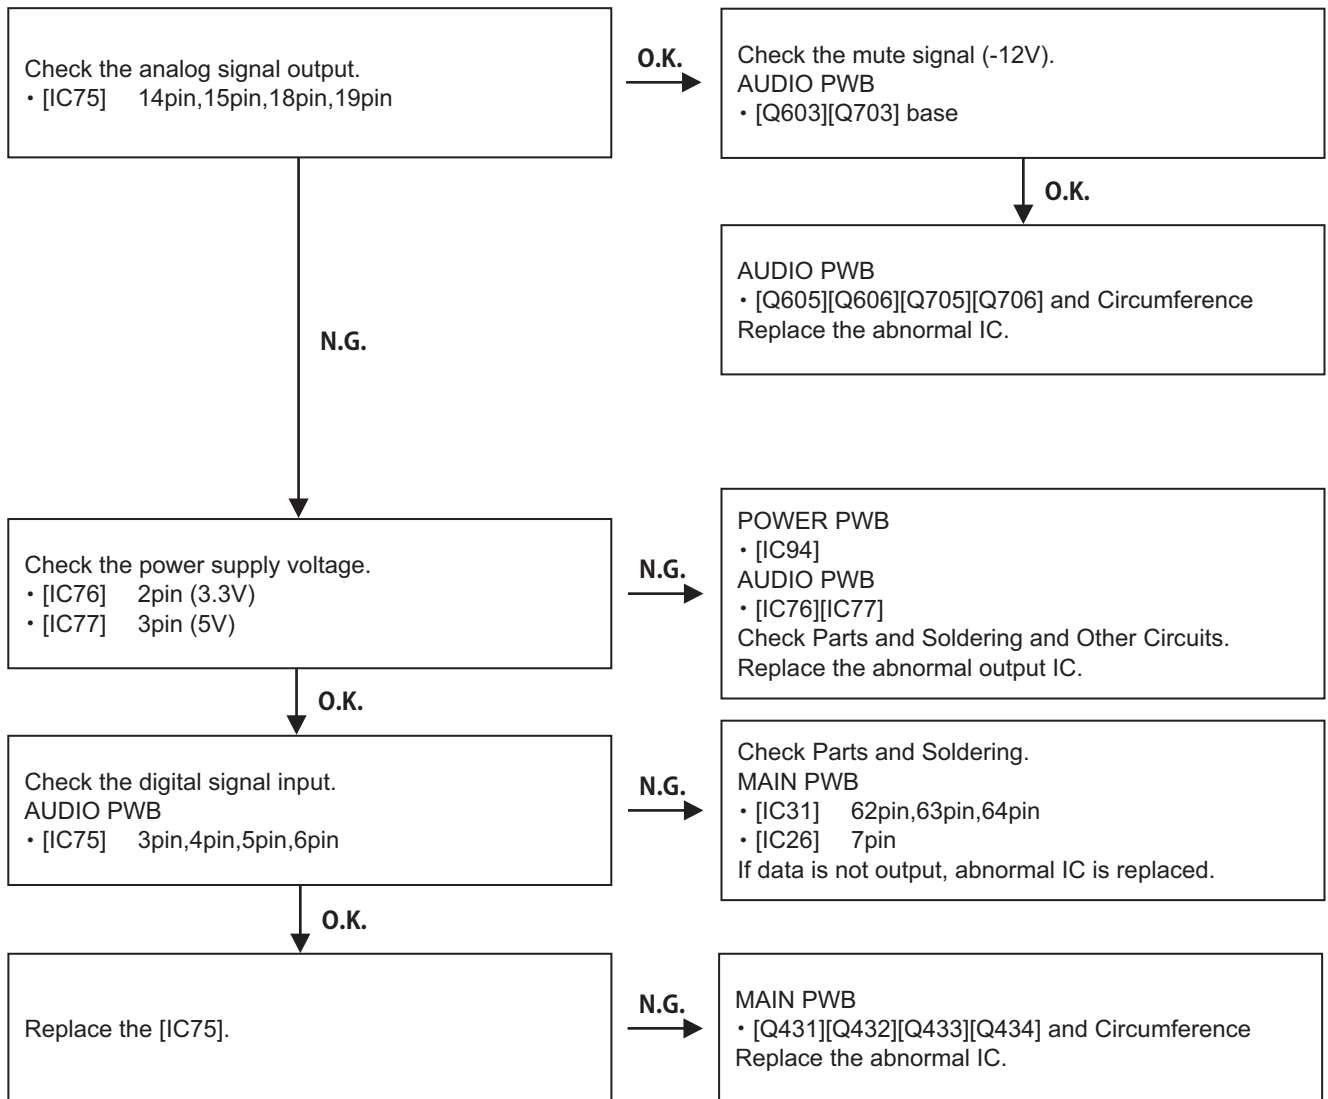 Check the analog signal output.
・[IC75] 14pin,15pin,18pin,19pin
O.K.
Check the mute signal (-12V).
AUDIO PWB
・[Q603][Q703] base
O.K.
AUDIO PWB
・[Q605][Q606][Q705][Q706] and Circumference
Replace the abnormal IC.
N.G.
Check the power supply voltage.
・[IC76] 2pin (3.3V)
・[IC77] 3pin (5V)
N.G.
POWER PWB
・[IC94]
AUDIO PWB
・[IC76][IC77]
Check Parts and Soldering and Other Circuits.
Replace the abnormal output IC.
O.K.
Check the digital signal input.
AUDIO PWB
・[IC75] 3pin,4pin,5pin,6pin
N.G.
Check Parts and Soldering.
MAIN PWB
・[IC31] 62pin,63pin,64pin
・[IC26] 7pin
If data is not output, abnormal IC is replaced.
O.K.
Replace the [IC75].
N.G.
MAIN PWB
・[Q431][Q432][Q433][Q434] and Circumference
Replace the abnormal IC.